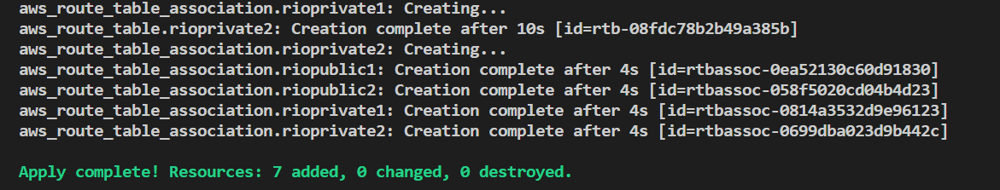 aws_route_table_association.rioprivate1: Creating...
aws_route_table.rioprivate2: Creation complete after 10s [id=rtb-08fdc78b2b49a385b]
aws_route_table_association.rioprivate2: Creating...
aws_route_table_association.riopublic1: Creation complete after 4s [id=rtbassoc-0ea52130c60d91830]
aws_route_table_association.riopublic2: Creation complete after 4s [id=rtbassoc-058f5020cd04b4d23]
aws_route_table_association.rioprivate1: Creation complete after 4s [id=rtbassoc-0814a3532d9e96123]
aws_route_table_association.rioprivate2: Creation complete after 4s [id=rtbassoc-0699dba023d9b442c]
Apply complete! Resources: 7 added, 0 changed, 0 destroyed.